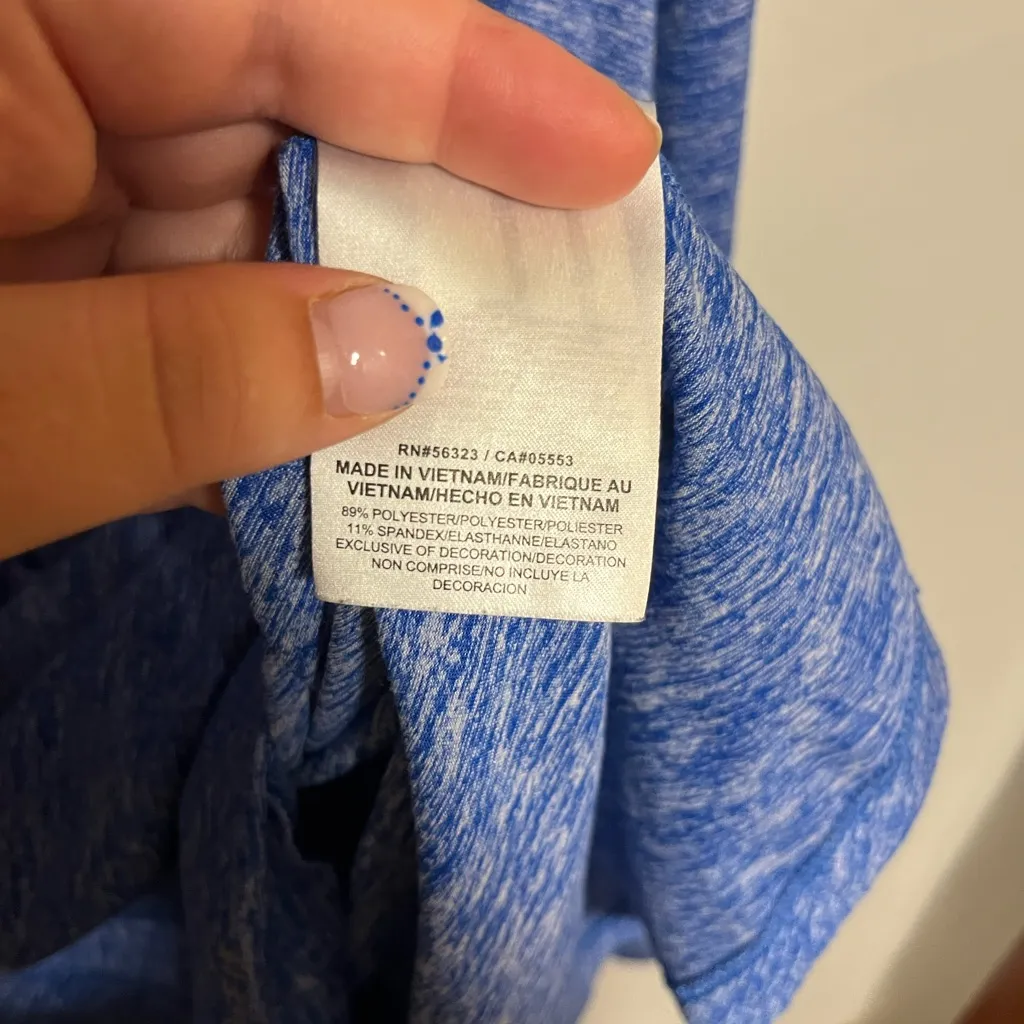 RN#56323 / CA#05553
MADE IN VIETNAM/FABRIQUE AU
VIETNAM/HECHO EN VIETNAM
89% POLYESTER/POLYESTER/POLIESTER
11% SPANDEX/ELASTHANNE/ELASTANO
EXCLUSIVE OF DECORATION/DECORATION
NON COMPRISE/NO INCLUYE LA
DECORACION